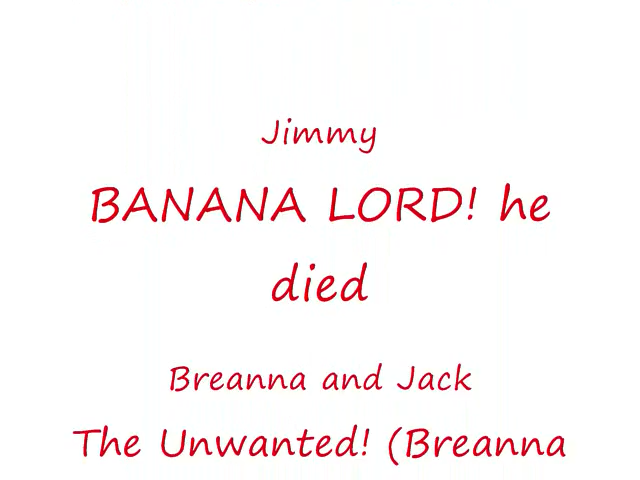 Jimmy
BANANA LORD! he
died
Breanna and Jack
The Unwanted! (Breanna